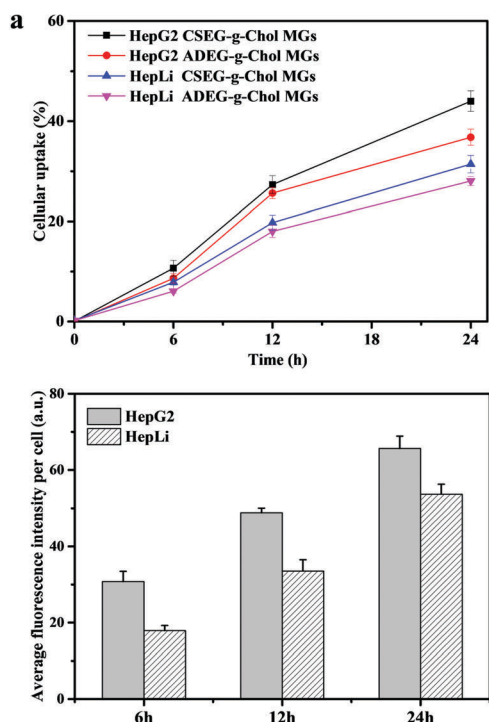 a
HepG2 CSEG-g-Chol MGs
HepG2 ADEG-g-Chol MGs
HepLi CSEG-g-Chol MGs
HepLi ADEG-g-Chol MGs
Cellular uptake (%)
60
40
20
0
0 6 12 18 24
Time (h)
HepG2
HepLi
Average fluorescence intensity per cell (a.u.)
80
60
40
20
0
6h 12h 24h